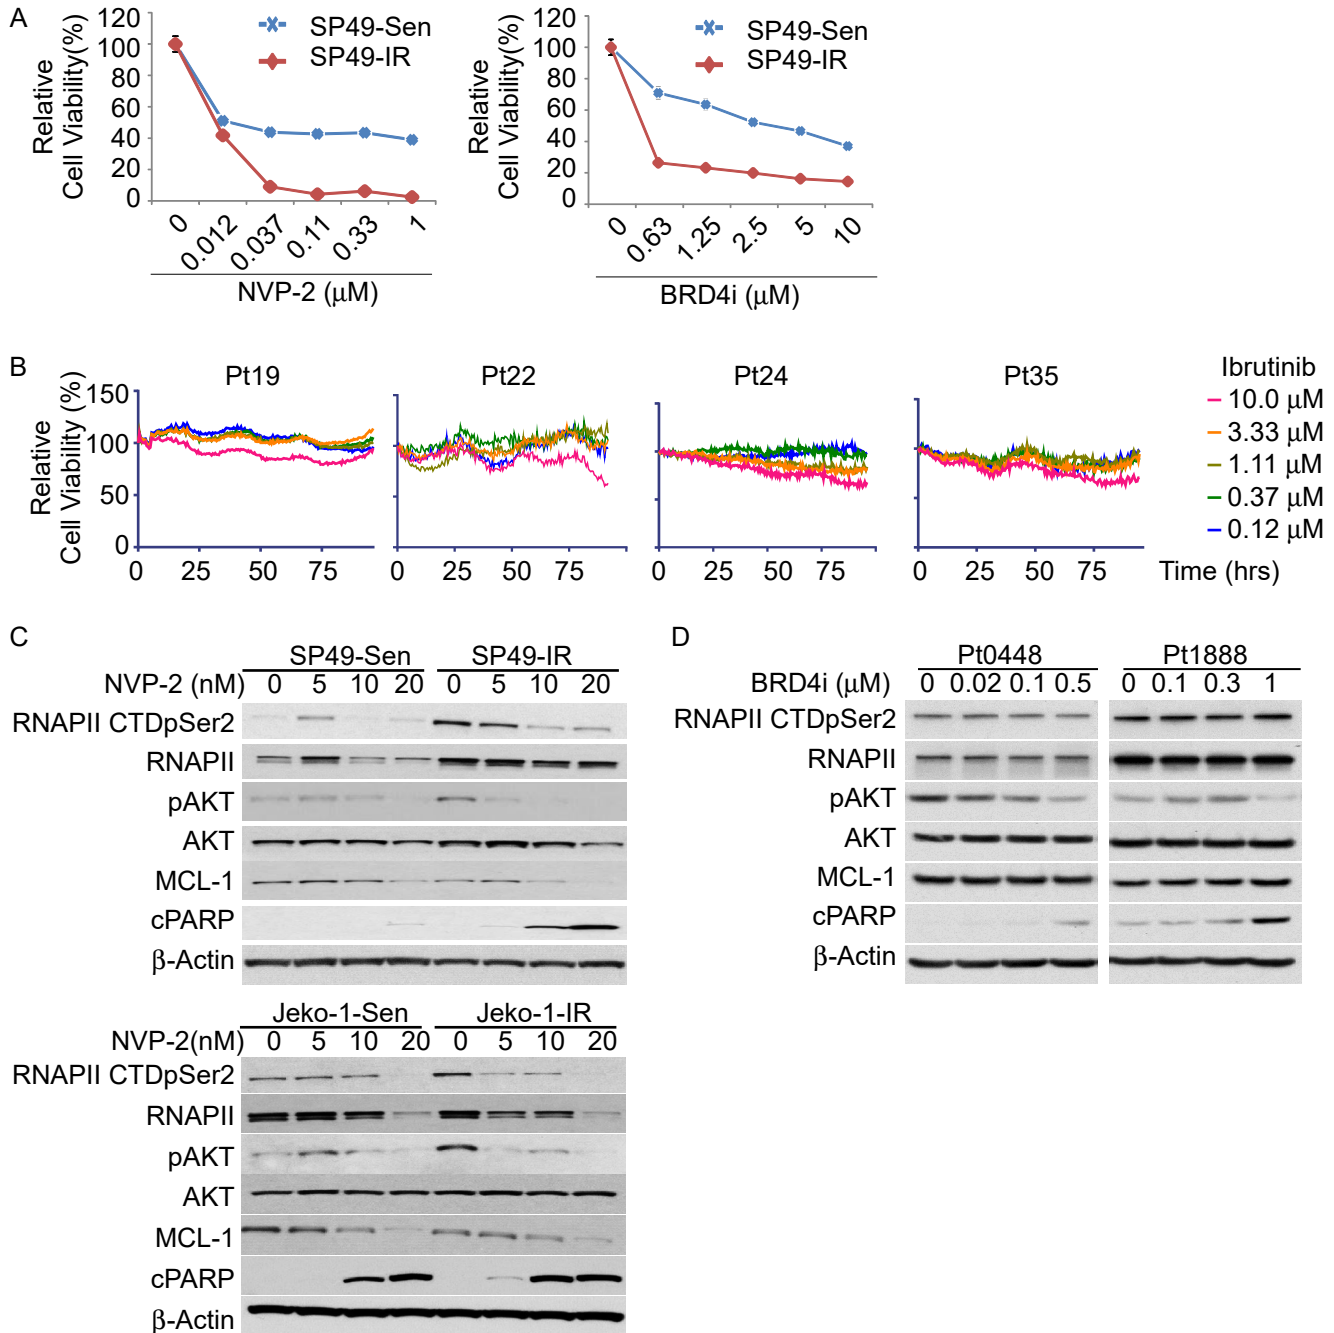 A
Relative
Cell Viability(%)
120
100
80
60
40
20
0
SP49-Sen
SP49-IR
0
0.012
0.037
0.11
0.33
1
NVP-2 (μM)
Relative
Cell Viability(%)
120
100
80
60
40
20
0
SP49-Sen
SP49-IR
0
0.63
1.25
2.5
5
10
BRD4i (μM)
B
Relative
Cell Viability (%)
150
100
50
0
Pt19
0 25 50 75
Pt22
0 25 50 75
Pt24
0 25 50 75
Pt35
0 25 50 75
Time (hrs)
Ibrutinib
10.0 μM
3.33 μM
1.11 μM
0.37 μM
0.12 μM
C
SP49-Sen SP49-IR
NVP-2 (nM) 0 5 10 20 0 5 10 20
RNAPII CTDpSer2
RNAPII
pAKT
AKT
MCL-1
cPARP
β-Actin
Jeko-1-Sen Jeko-1-IR
NVP-2(nM) 0 5 10 20 0 5 10 20
RNAPII CTDpSer2
RNAPII
pAKT
AKT
MCL-1
cPARP
β-Actin
D
Pt0448 Pt1888
BRD4i (μM) 0 0.02 0.1 0.5 0 0.1 0.3 1
RNAPII CTDpSer2
RNAPII
pAKT
AKT
MCL-1
cPARP
β-Actin